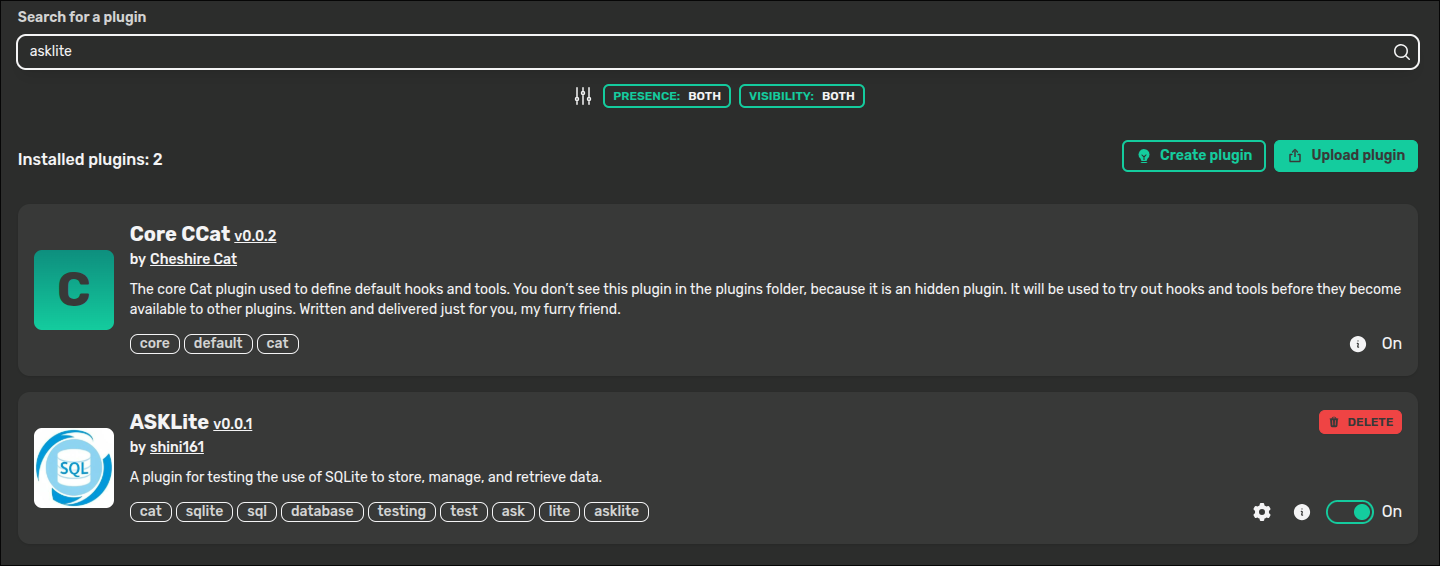 Search for a plugin
asklite
PRESENCE: BOTH VISIBILITY: BOTH
Installed plugins: 2
Create plugin
Upload plugin
C
Core CCat v0.0.2
by Cheshire Cat
The core Cat plugin used to define default hooks and tools. You don't see this plugin in the plugins folder, because it is an hidden plugin. It will be used to try out hooks and tools before they become
available to other plugins. Written and delivered just for you, my furry friend.
core default cat
On
SQL
ASKLite v0.0.1
DELETE
by shini161
A plugin for testing the use of SQLite to store, manage, and retrieve data.
cat sqlite sql database testing test ask lite asklite
On